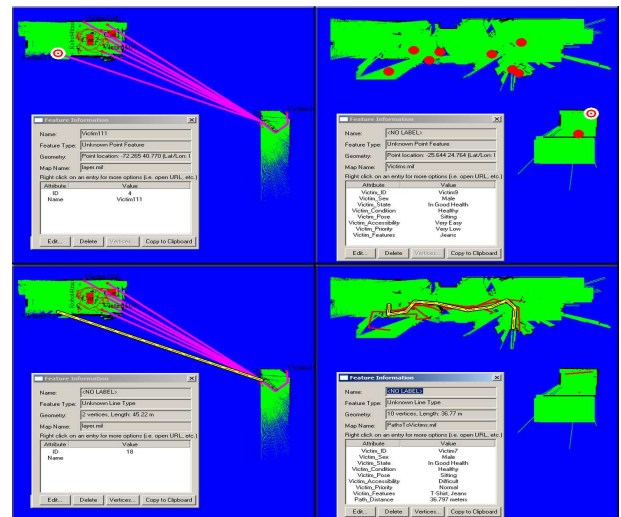 Feature Information
Name: Victim111
Feature Type: Unknown Point Feature
Geometry: Point location: -72.265 40.770 (Lat/Lon: (
Map Name: layer.mif
Right click on an entry for more options (i.e. open URL, etc.)
Attribute Value
ID 4
Name Victim111
Edit... Delete Vertices... Copy to Clipboard
Feature Information
Name: <NO LABEL>
Feature Type: Unknown Point Feature
Geometry: Point location: -25.644 24.764 (Lat/Lon: (
Map Name: Victims.mif
Right click on an entry for more options (i.e. open URL, etc.)
Attribute Value
Victim_ID Victim9
Victim_Sex Male
Victim_State In Good Health
Victim_Condition Healthy
Victim_Pose Sitting
Victim_Accessibility Very Easy
Victim_Priority Very Low
Victim_Features Jeans
Edit... Delete Vertices... Copy to Clipboard
Feature Information
Name: <NO LABEL>
Feature Type: Unknown Line Type
Geometry: 2 vertices, Length: 45.22 m
Map Name: layer.mif
Right click on an entry for more options (i.e. open URL, etc.)
Attribute Value
ID 18
Name
Edit... Delete Vertices... Copy to Clipboard
Feature Information
Name: <NO LABEL>
Feature Type: Unknown Line Type
Geometry: 10 vertices, Length: 36.77 m
Map Name: PathsToVictims.mif
Right click on an entry for more options (i.e. open URL, etc.)
Attribute Value
Victim_ID Victim7
Victim_Sex Male
Victim_State In Good Health
Victim_Condition Healthy
Victim_Pose Sitting
Victim_Accessibility Difficult
Victim_Priority Normal
Victim_Features T-Shirt, Jeans
Path_Distance 36.797 meters
Edit... Delete Vertices... Copy to Clipboard